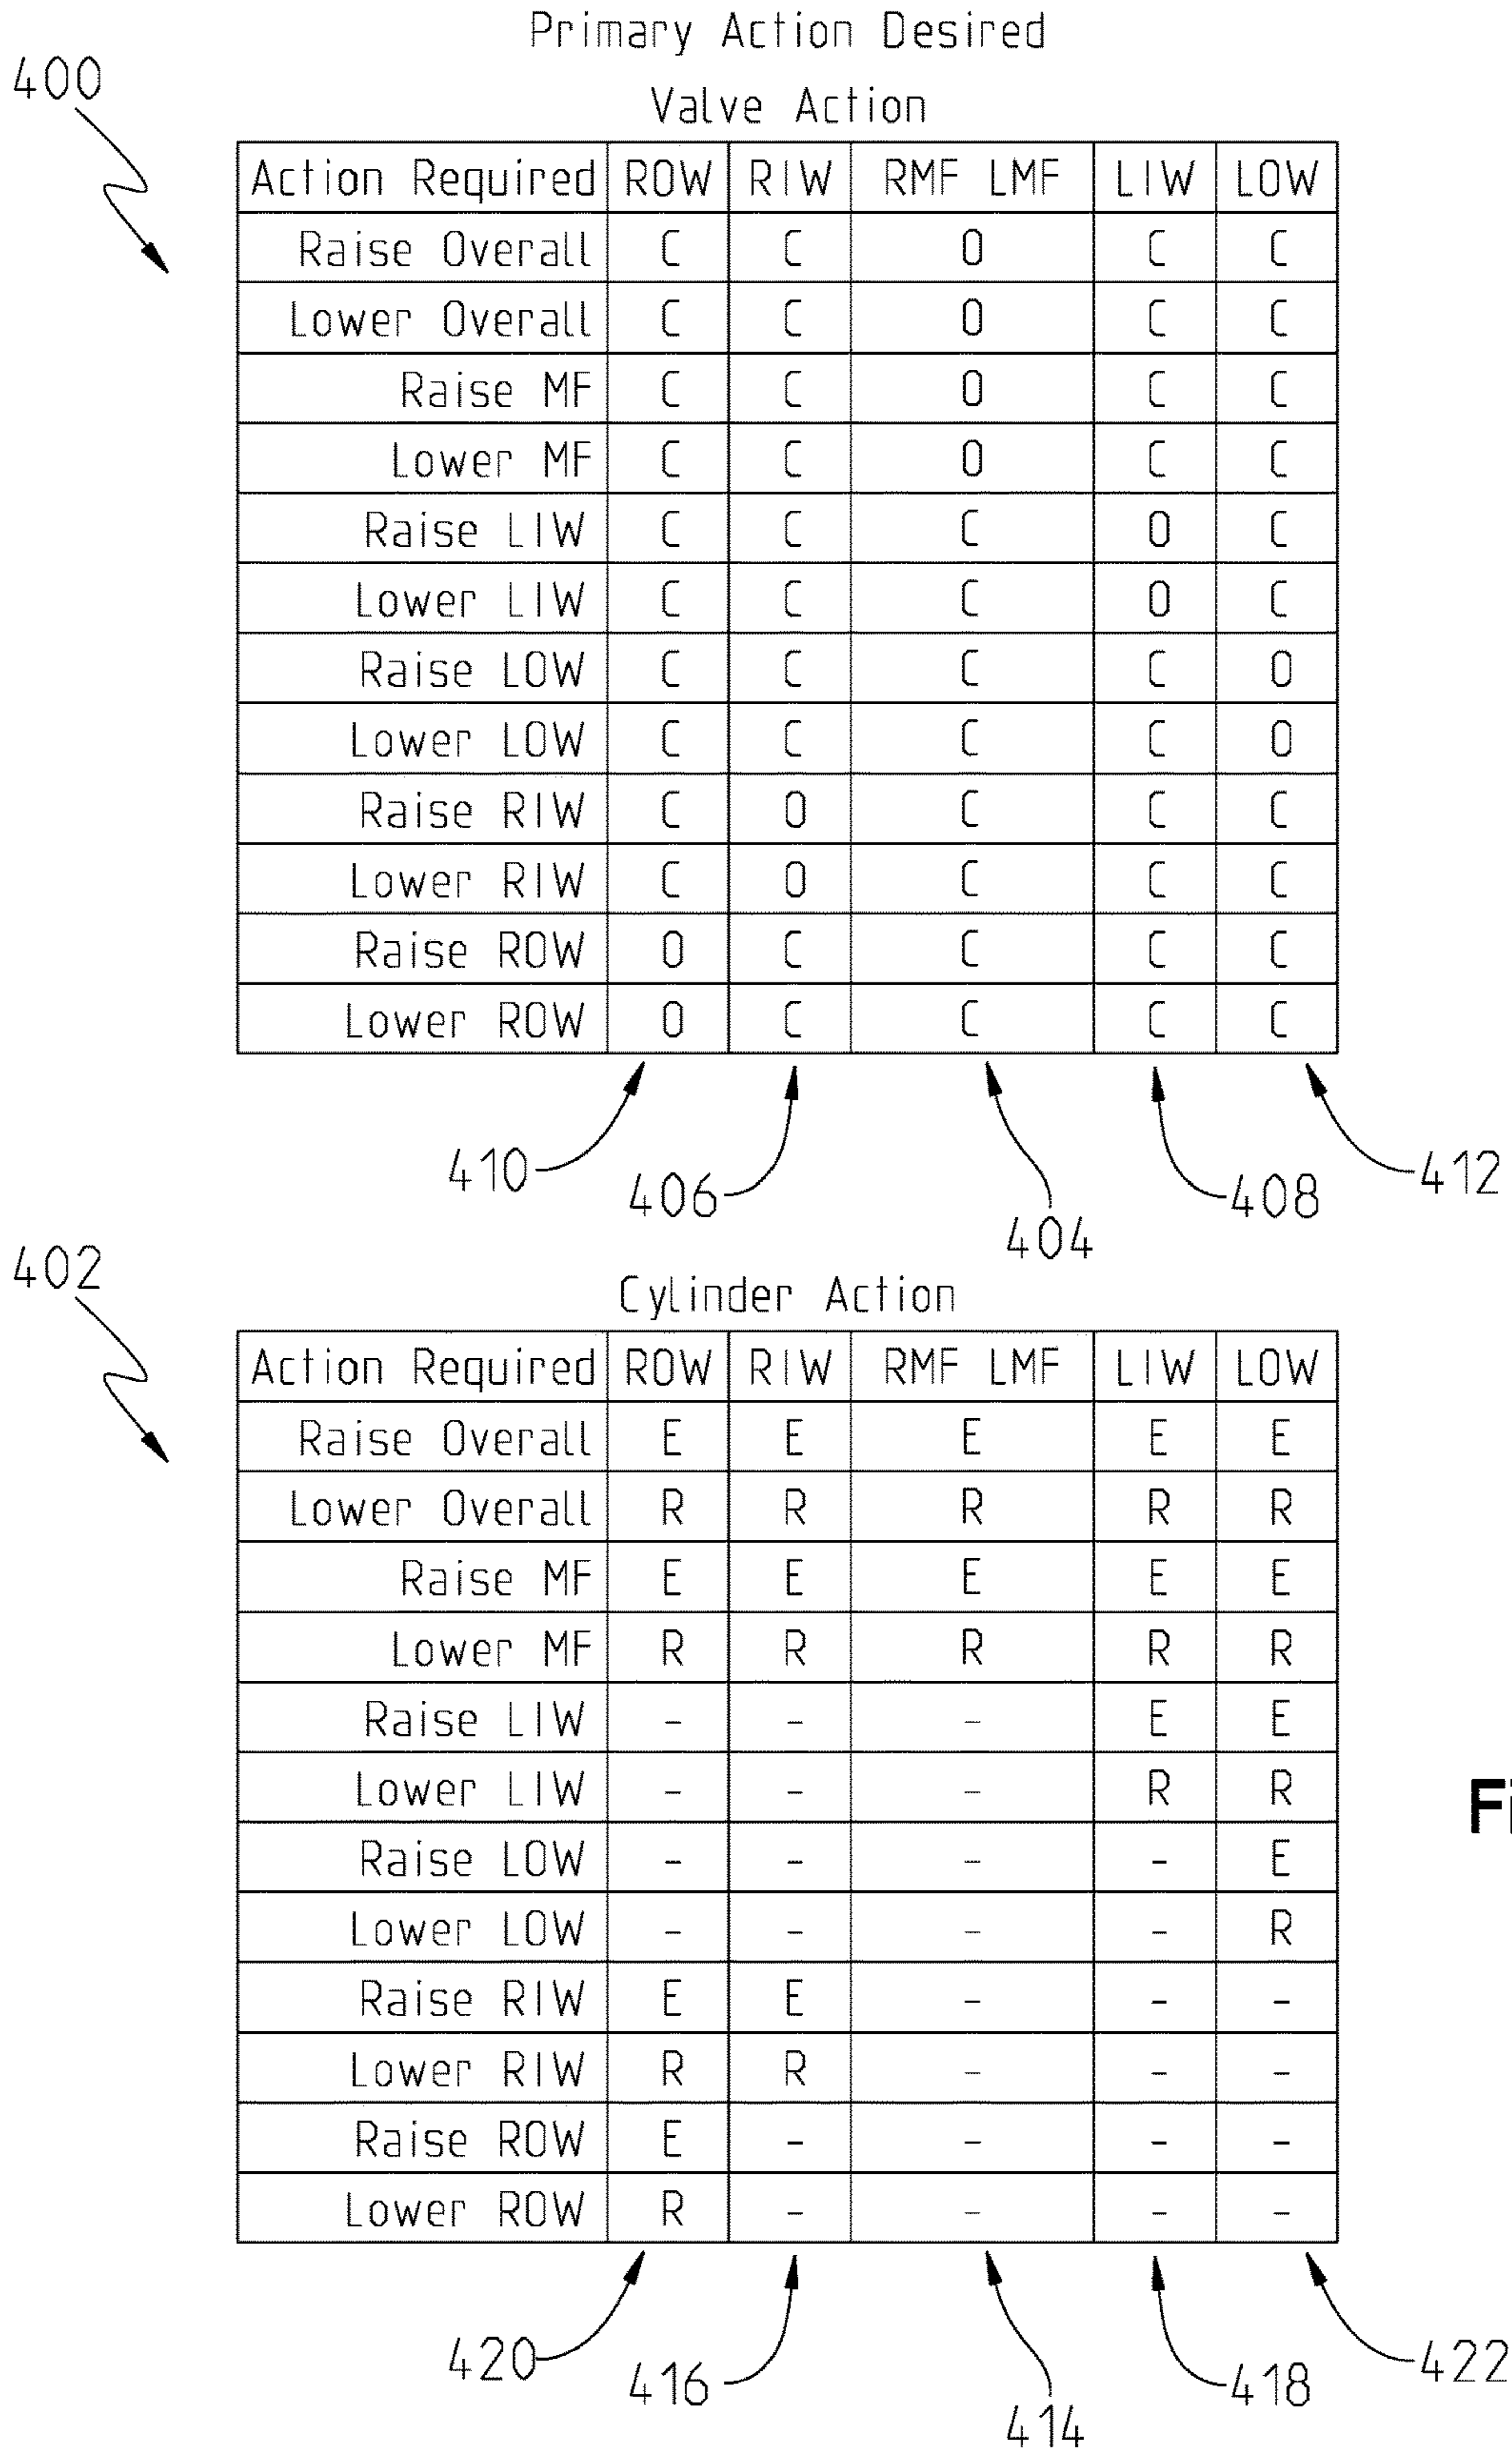 Primary Action Desired
400
Valve Action
Action Required ROW RIW RMF LMF LIW LOW
Raise Overall C C O C C
Lower Overall C C O C C
Raise MF C C O C C
Lower MF C C O C C
Raise LIW C C C O C
Lower LIW C C C O C
Raise LOW C C C C O
Lower LOW C C C C O
Raise RIW C O C C C
Lower RIW C O C C C
Raise ROW O C C C C
Lower ROW O C C C C
410 406 404 408 412
402
Cylinder Action
Action Required ROW RIW RMF LMF LIW LOW
Raise Overall E E E E E
Lower Overall R R R R R
Raise MF E E E E E
Lower MF R R R R R
Raise LIW - - - E E
Lower LIW - - - R R
Fi
Raise LOW - - - - E
Lower LOW - - - - R
Raise RIW E E - - -
Lower RIW R R - - -
Raise ROW E - - - -
Lower ROW R - - - -
420 416 414 418 422